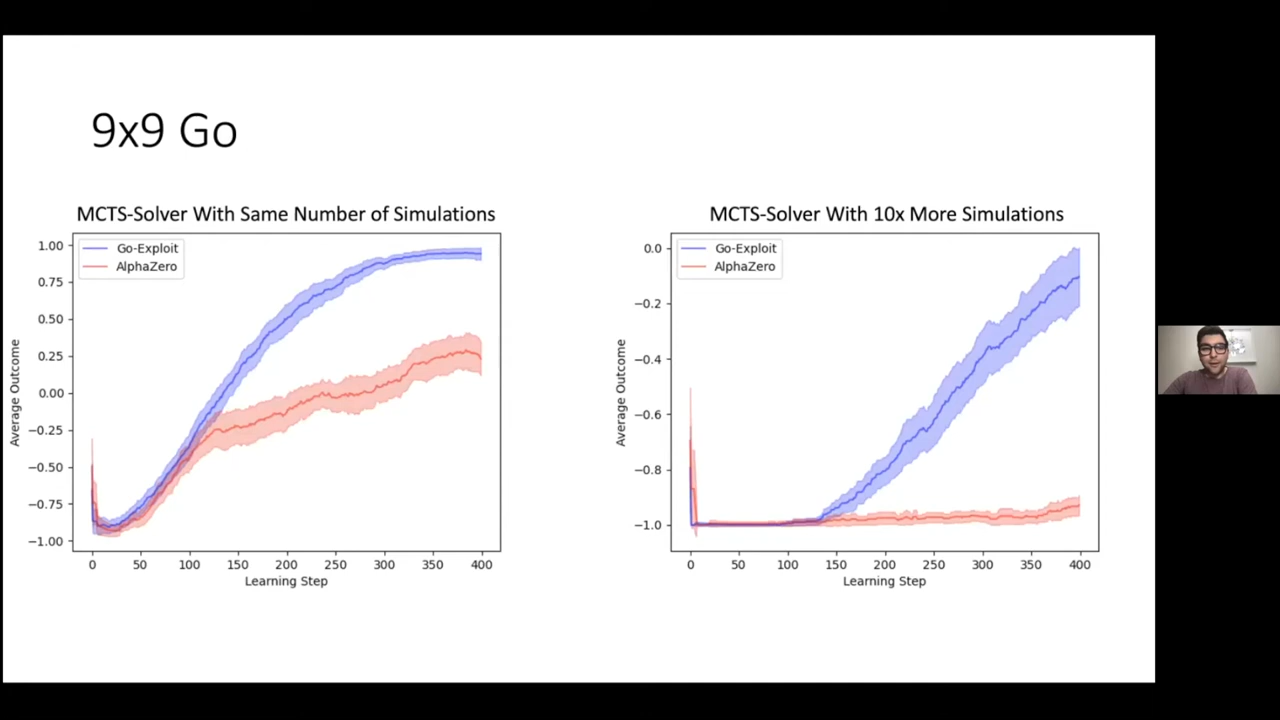 9x9 Go
MCTS-Solver With Same Number of Simulations
Go-Exploit
AlphaZero
1.00
0.75
0.50
0.25
0.00
−0.25
−0.50
−0.75
−1.00
Average Outcome
0 50 100 150 200 250 300 350 400
Learning Step
MCTS-Solver With 10x More Simulations
Go-Exploit
AlphaZero
0.0
−0.2
−0.4
−0.6
−0.8
−1.0
Average Outcome
0 50 100 150 200 250 300 350 400
Learning Step